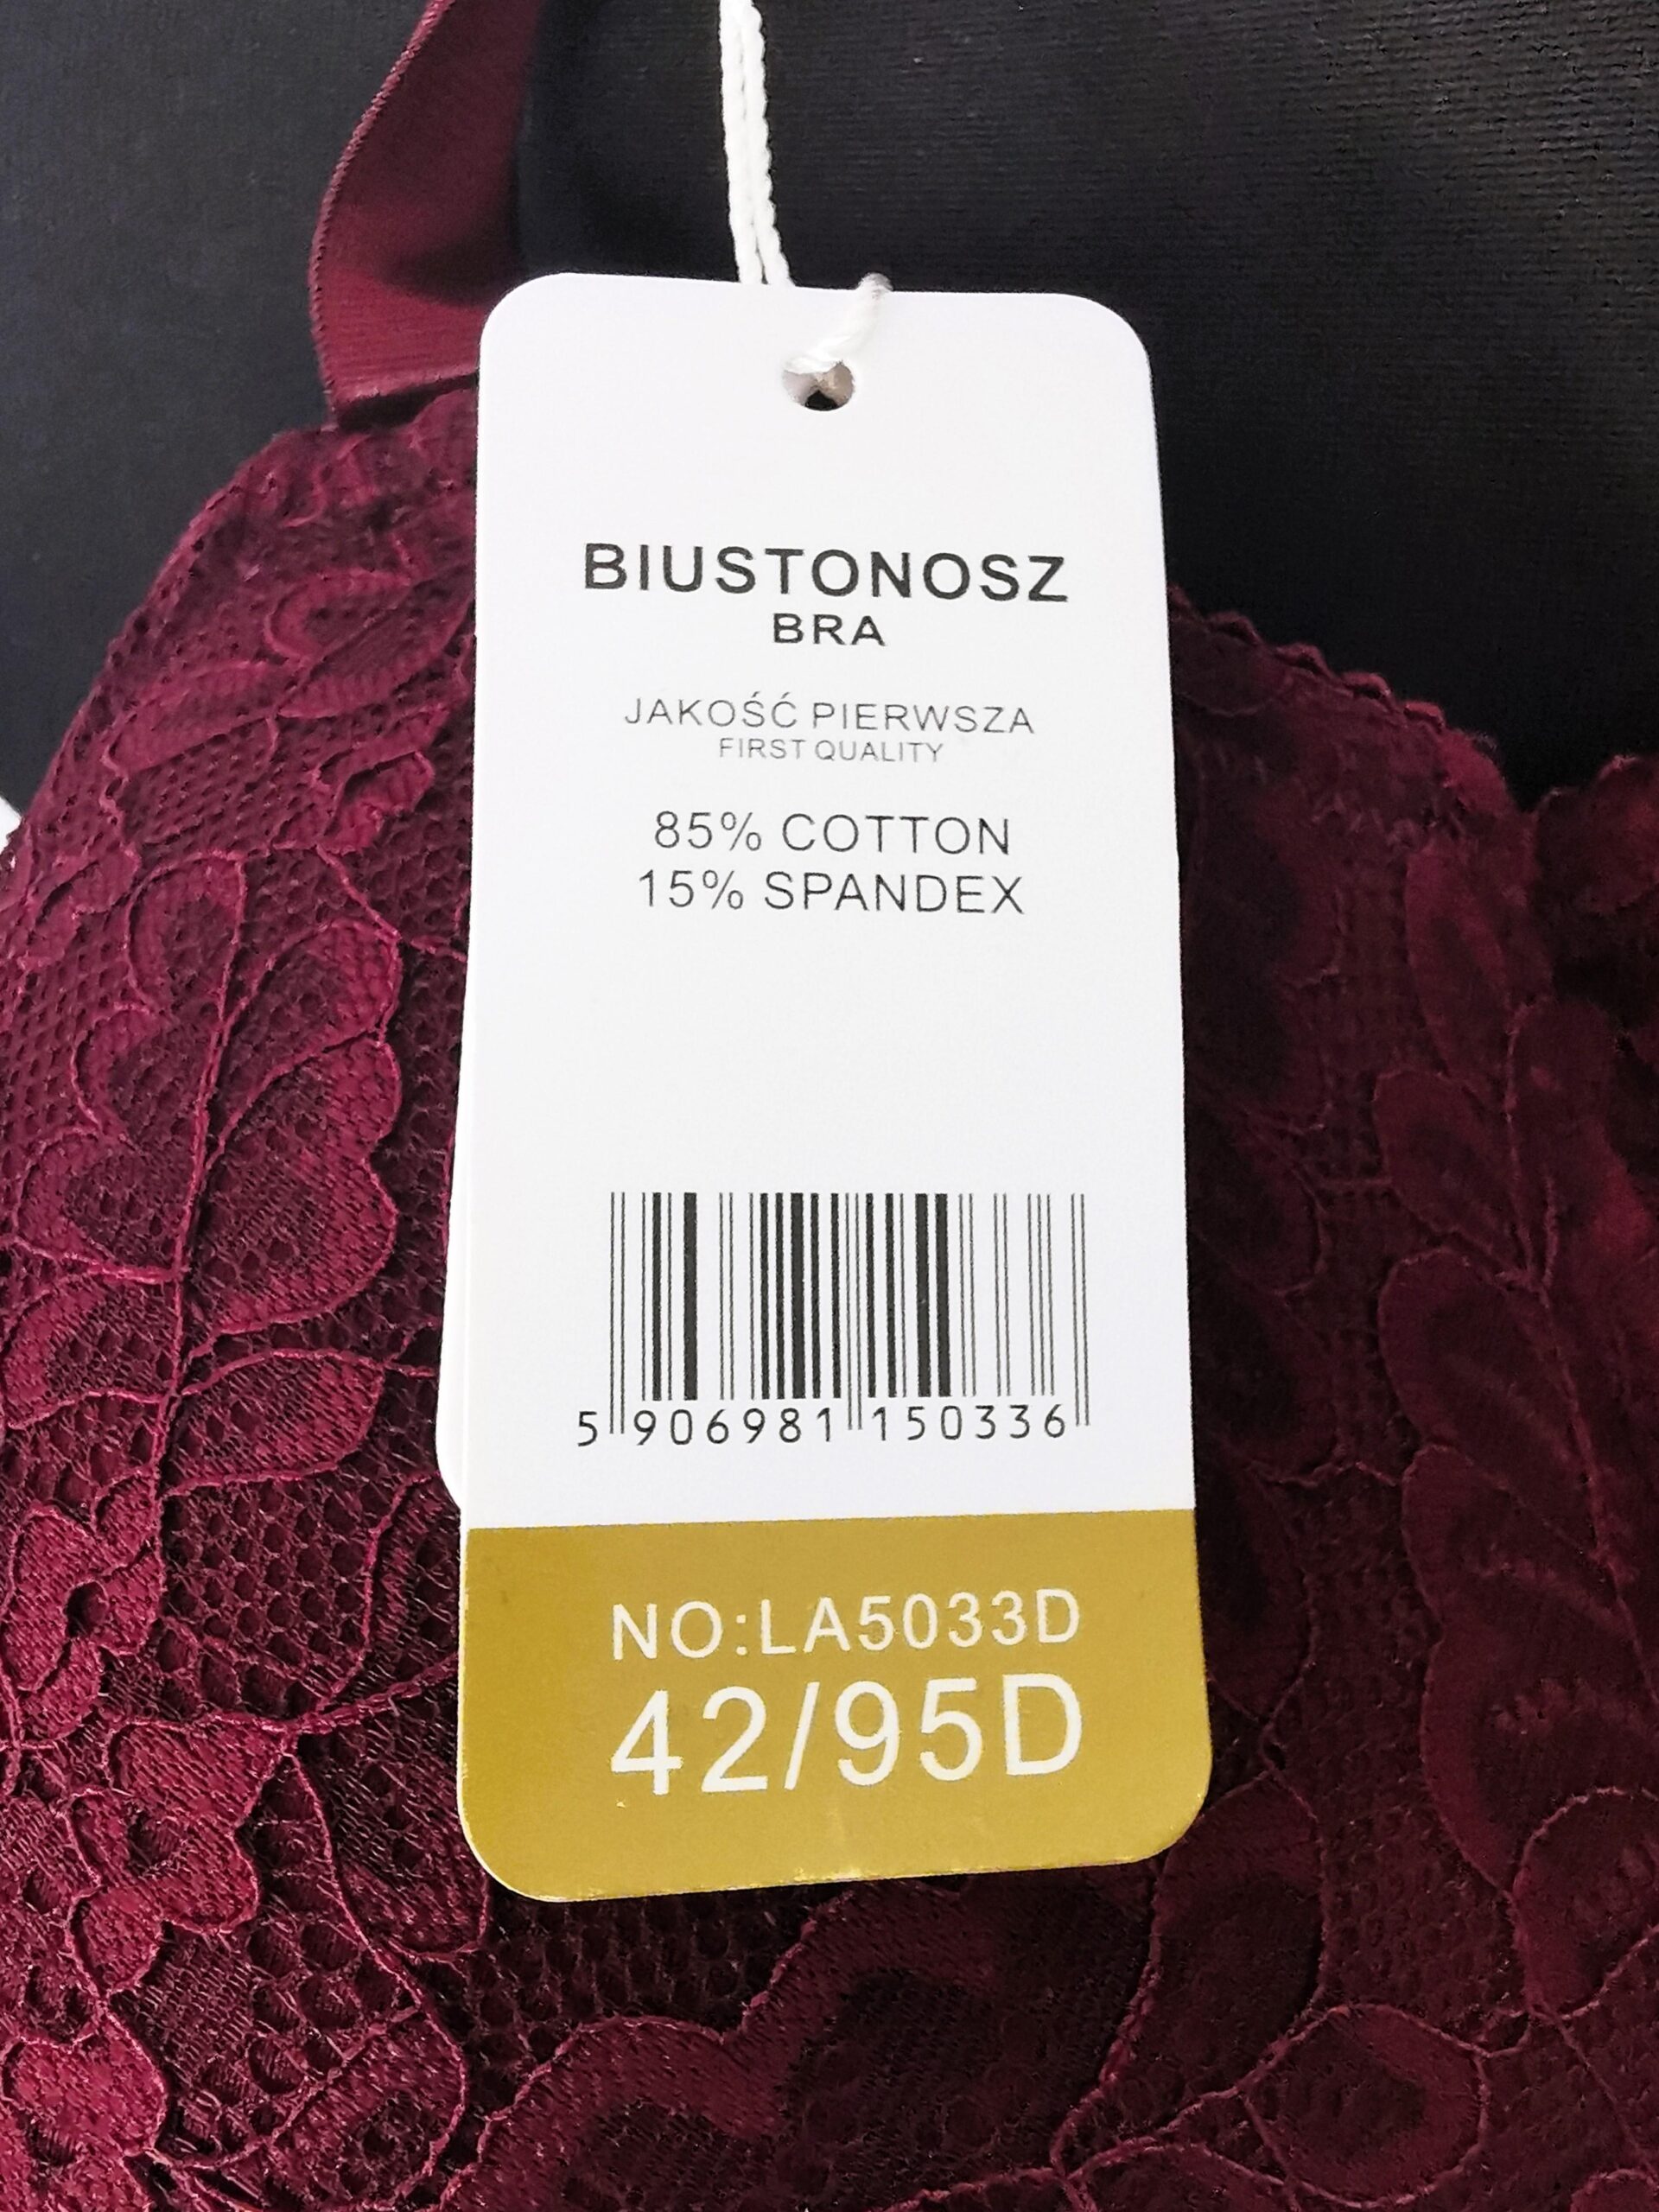 BIUSTONOSZ
BRA
JAKOŚĆ PIERWSZA
FIRST QUALITY
85% COTTON
15% SPANDEX
5 906981 150336
NO:LA5033D
42/95D